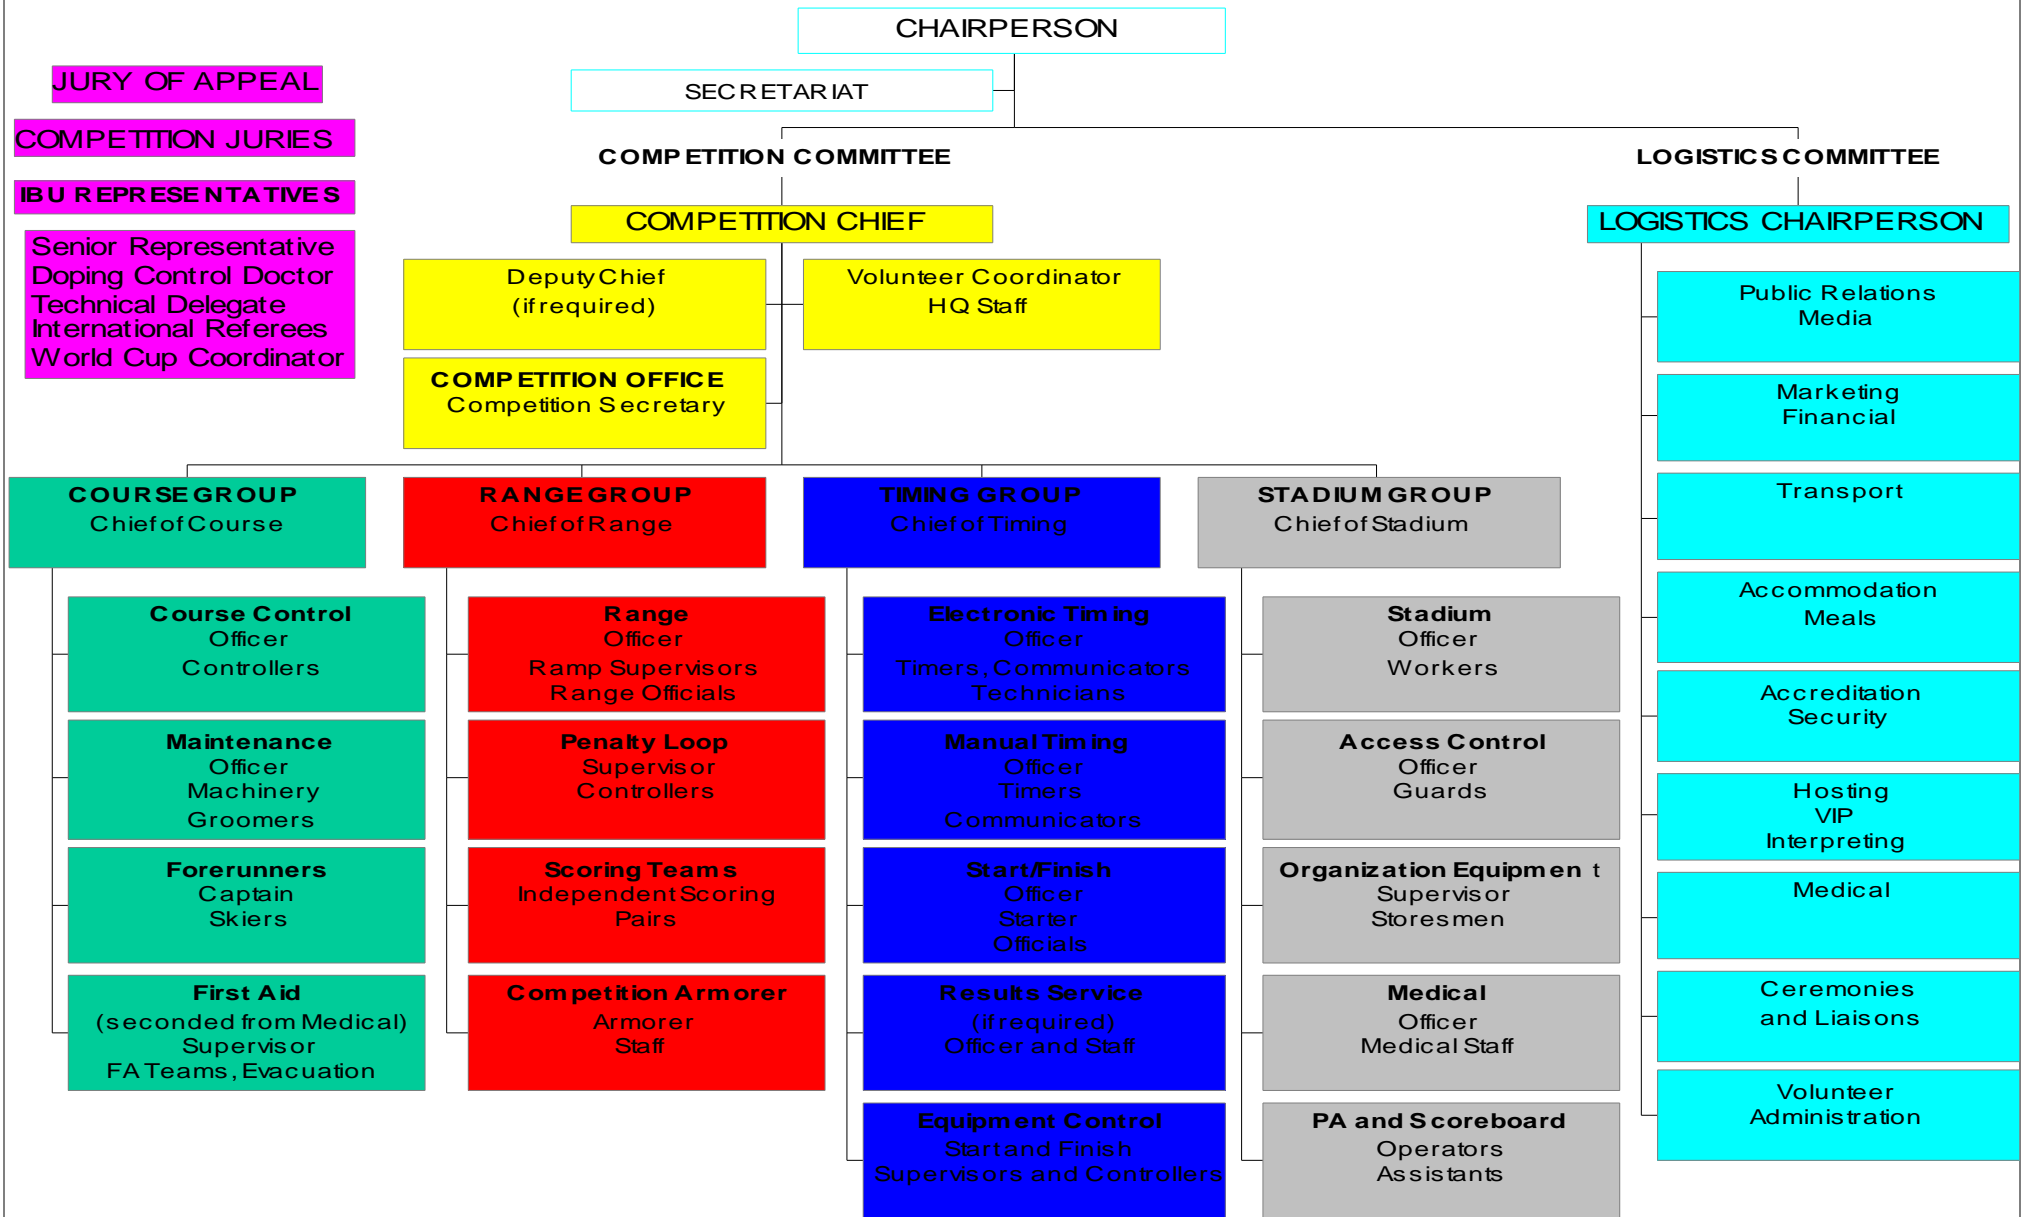 CHAIRPERSON
SECRETARIAT
JURY OF APPEAL
COMPETITION JURIES
IBU REPRESENTATIVES
Senior Representative
Doping Control Doctor
Technical Delegate
International Referees
World Cup Coordinator
COMPETITION COMMITTEE
LOGISTICS COMMITTEE
COMPETITION CHIEF
LOGISTICS CHAIRPERSON
Deputy Chief
(if required)
Volunteer Coordinator
HQ Staff
COMPETITION OFFICE
Competition Secretary
COURSE GROUP
Chief of Course
Course Control
Officer
Controllers
Maintenance
Officer
Machinery
Groomers
Forerunners
Captain
Skiers
First Aid
(seconded from Medical)
Supervisor
FA Teams, Evacuation
RANGE GROUP
Chief of Range
Range
Officer
Ramp Supervisors
Range Officials
Penalty Loop
Supervisor
Controllers
Scoring Teams
Independent Scoring
Pairs
Competition Armorer
Armorer
Staff
TIMING GROUP
Chief of Timing
Electronic Timing
Officer
Timers, Communicators
Technicians
Manual Timing
Officer
Timers
Communicators
Start/Finish
Officer
Starter
Officials
Results Service
(if required)
Officer and Staff
Equipment Control
Start and Finish
Supervisors and Controllers
STADIUM GROUP
Chief of Stadium
Stadium
Officer
Workers
Access Control
Officer
Guards
Organization Equipment
Supervisor
Storesmen
Medical
Officer
Medical Staff
PA and Scoreboard
Operators
Assistants
Public Relations
Media
Marketing
Financial
Transport
Accommodation
Meals
Accreditation
Security
Hosting
VIP
Interpreting
Medical
Ceremonies
and Liaisons
Volunteer
Administration